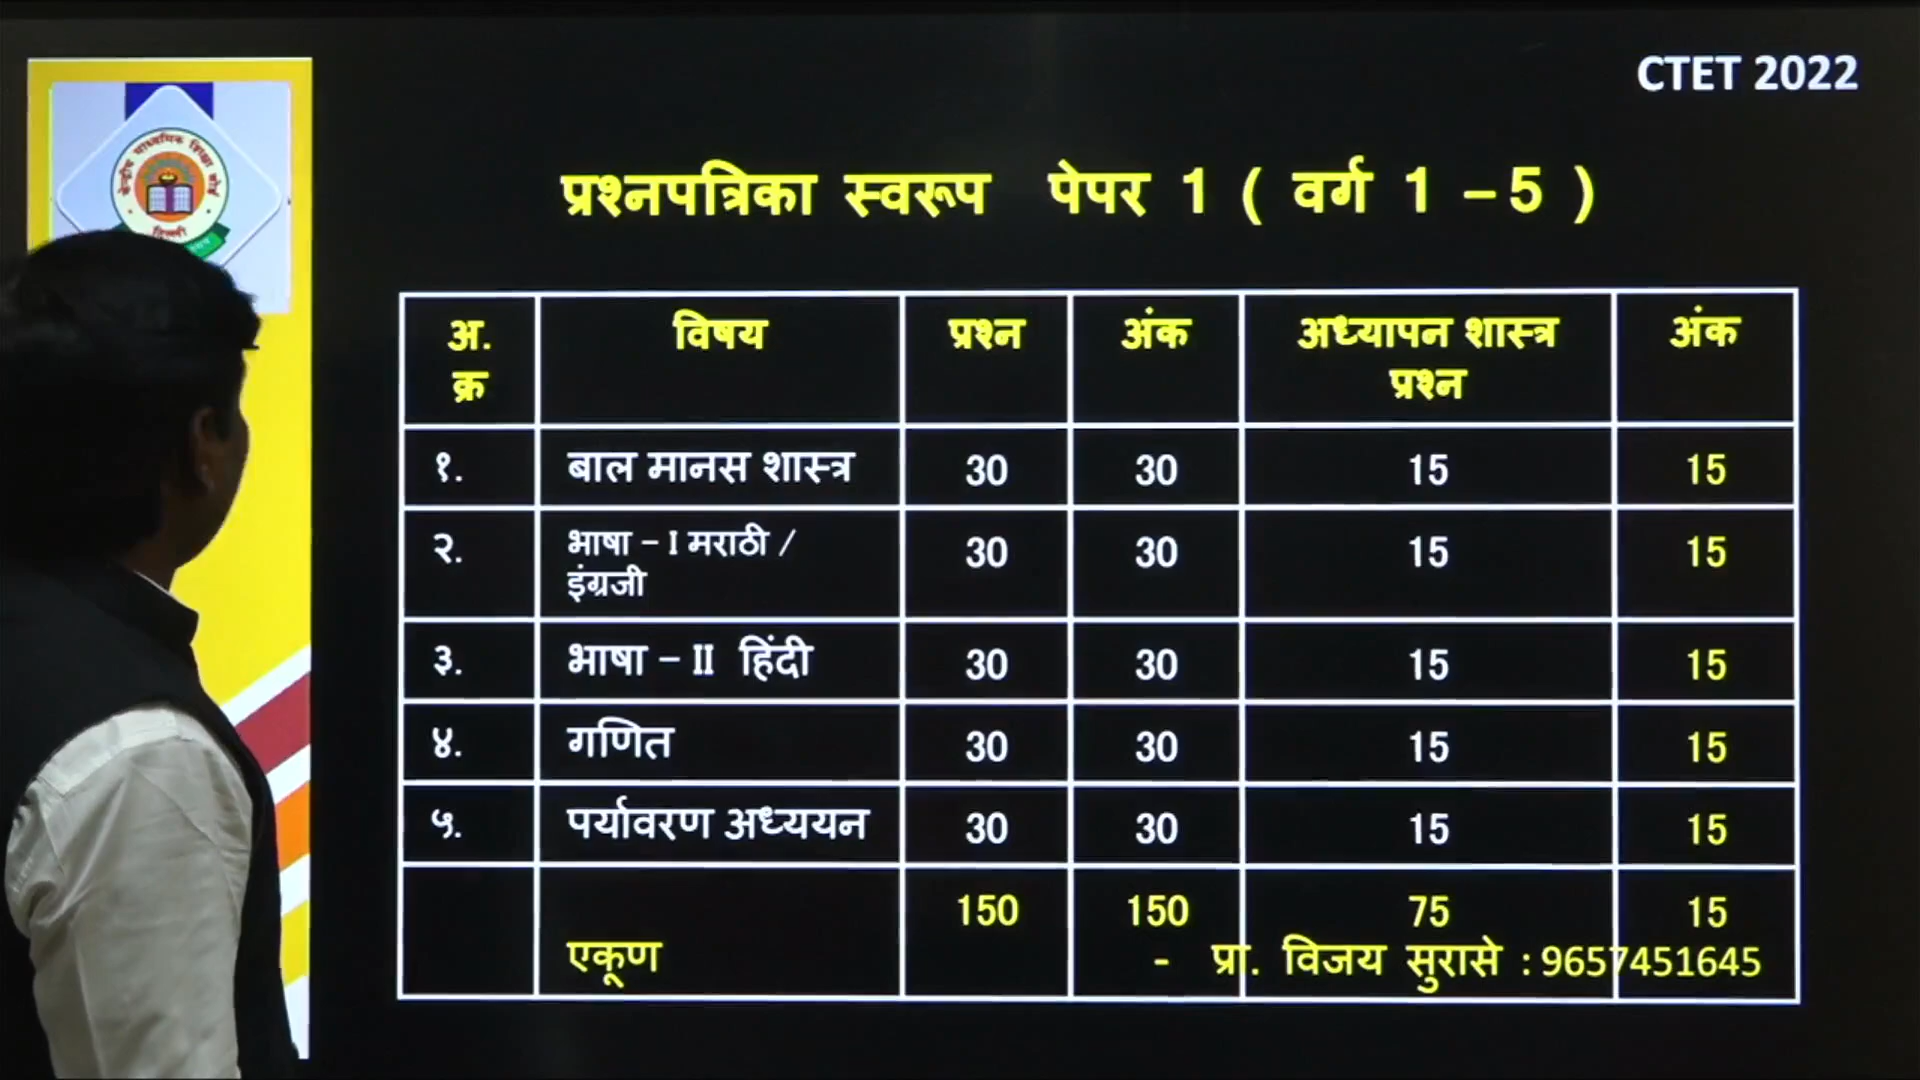 CTET 2022
केन्द्रीय माध्यमिक शिक्षा बोर्ड
दिल्ली
प्रश्नपत्रिका स्वरूप पेपर 1 ( वर्ग 1 – 5 )
अ. क्र विषय प्रश्न अंक अध्यापन शास्त्र प्रश्न अंक
१. बाल मानस शास्त्र 30 30 15 15
२. भाषा – I मराठी / इंग्रजी 30 30 15 15
३. भाषा – II हिंदी 30 30 15 15
४. गणित 30 30 15 15
५. पर्यावरण अध्ययन 30 30 15 15
एकूण 150 150 75 15
- प्रा. विजय सुरासे : 9657451645